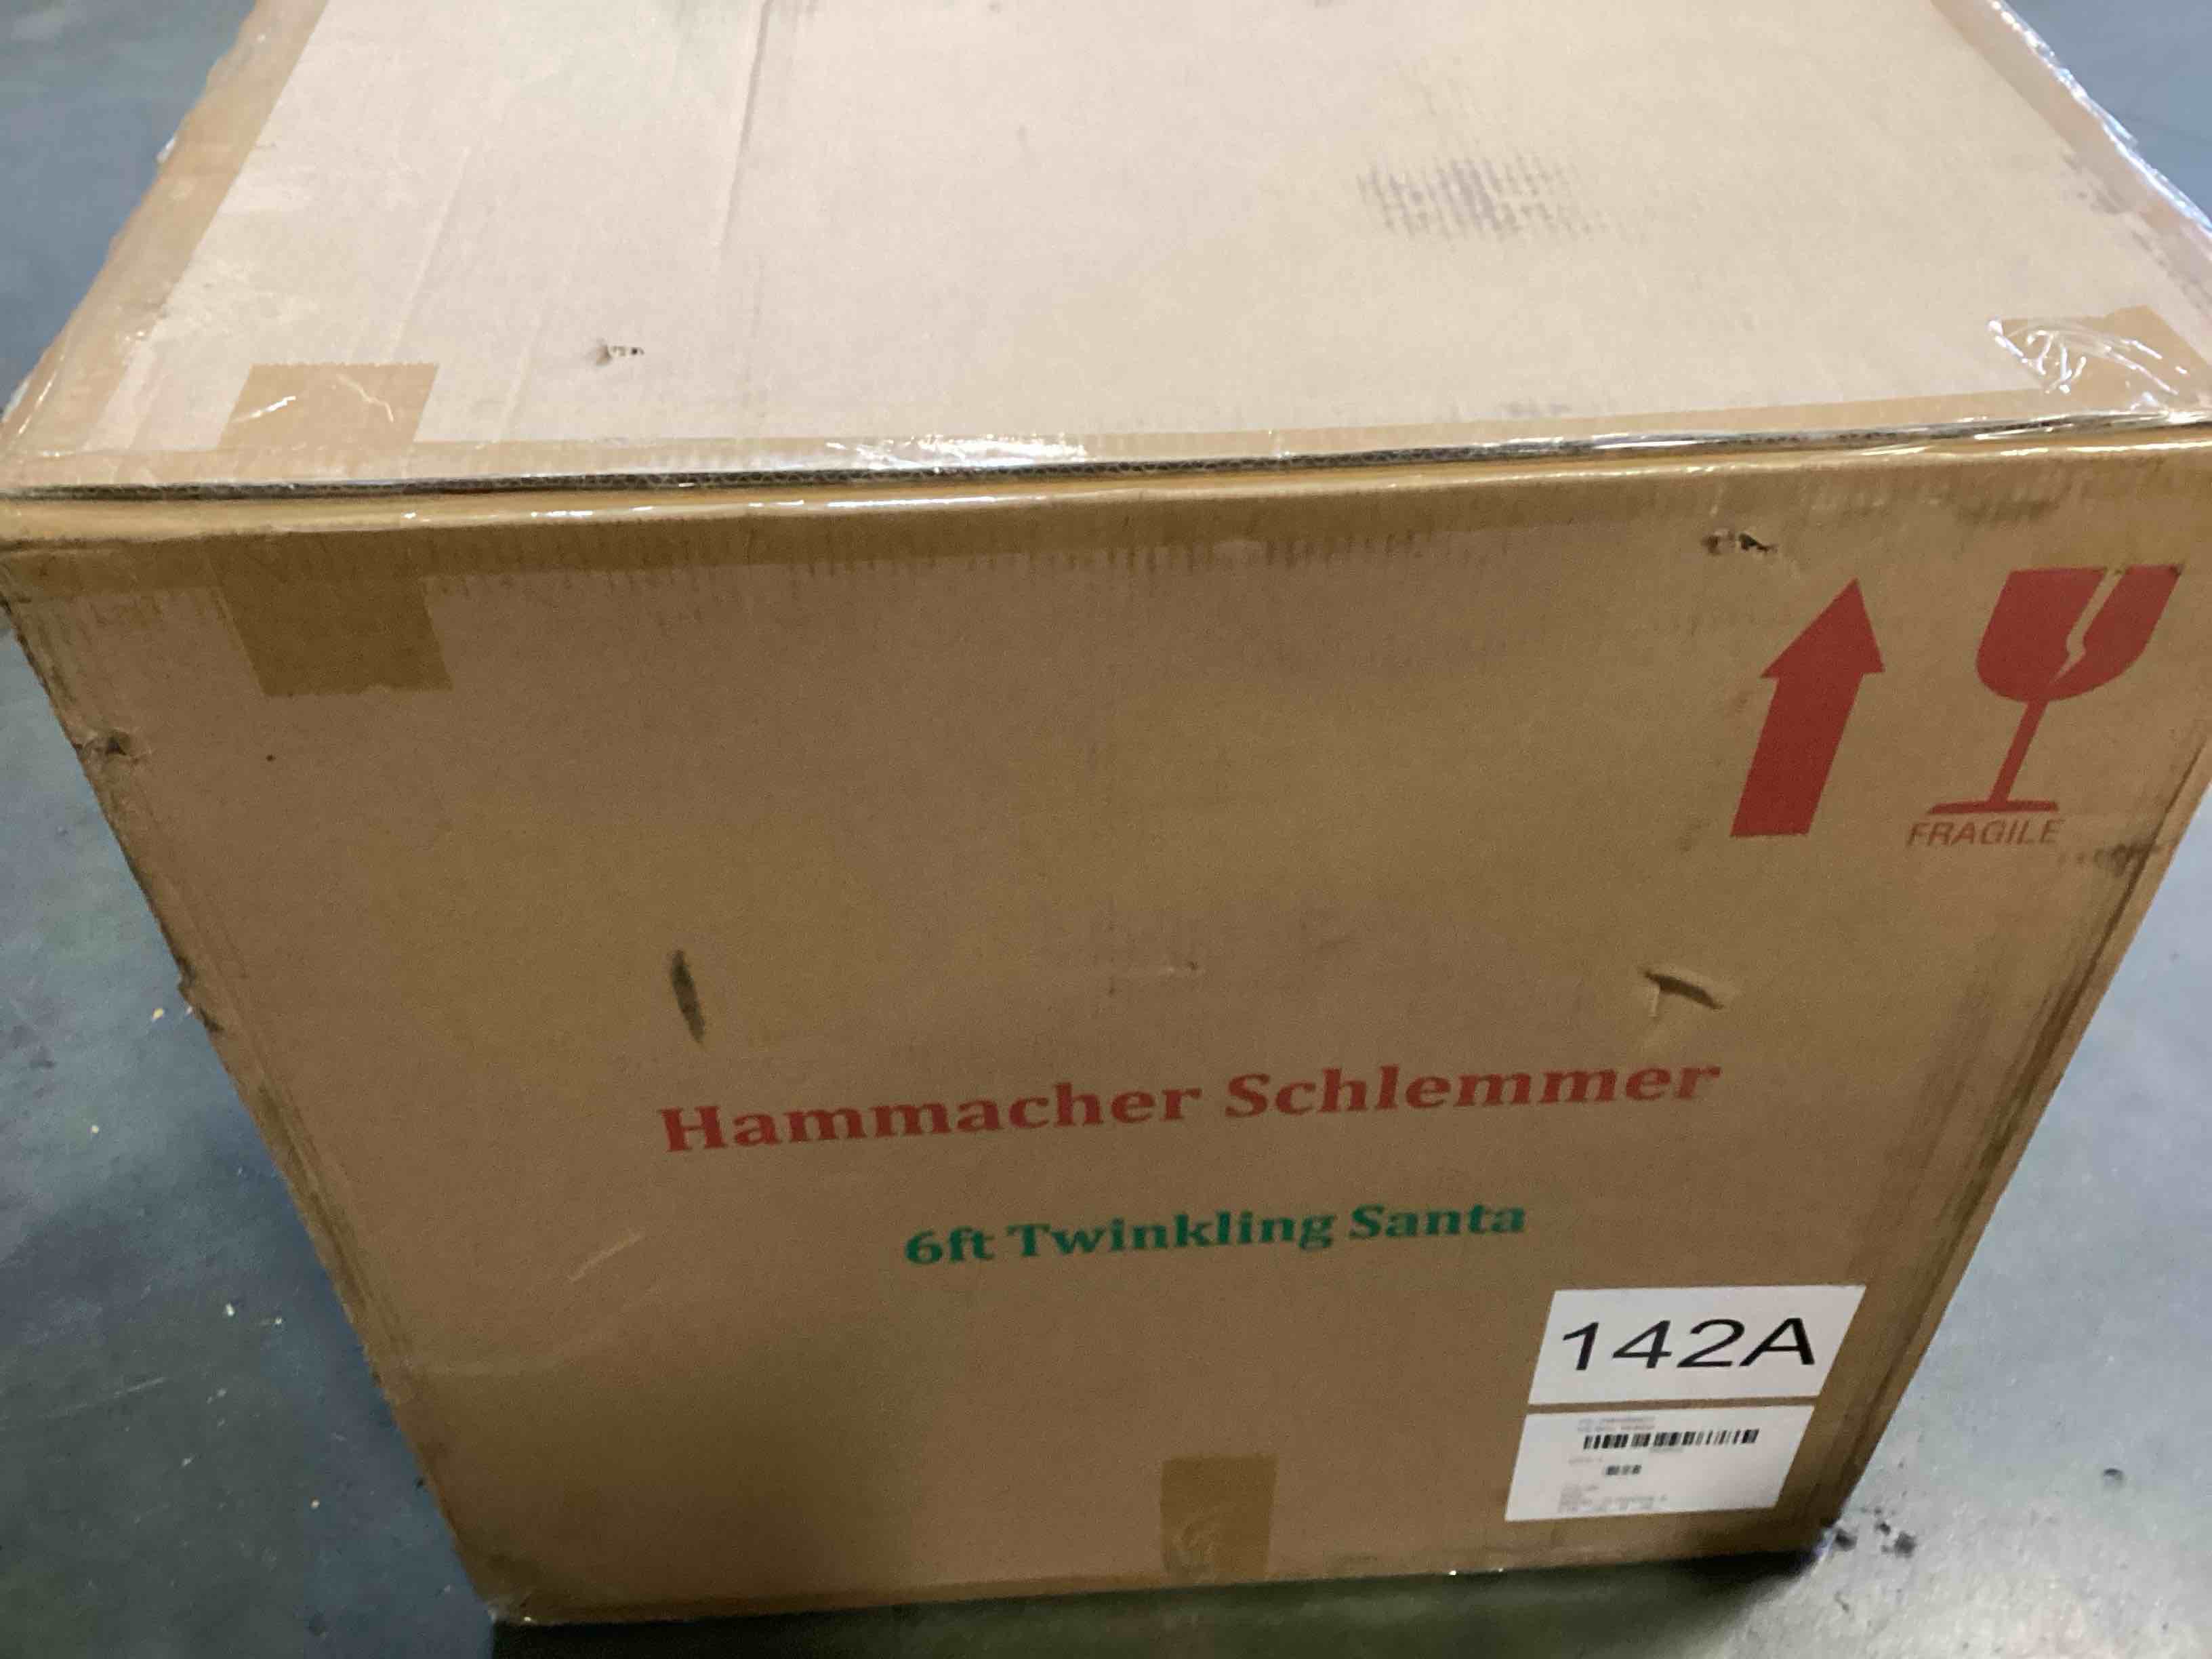 FRAGILE
Hammacher Schlemmer
6ft Twinkling Santa
142A